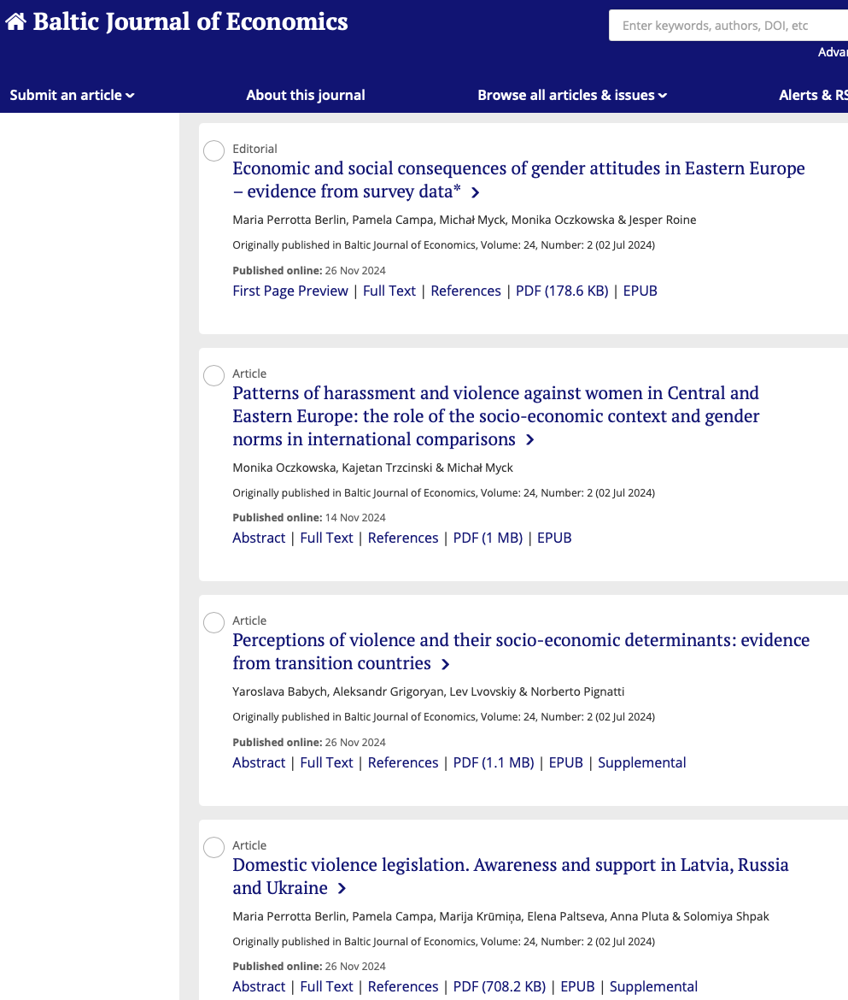 Baltic Journal of Economics
Enter keywords, authors, DOI, etc
Submit an article
About this journal
Browse all articles & issues
Alerts &
Editorial
Economic and social consequences of gender attitudes in Eastern Europe
– evidence from survey data*
Maria Perrotta Berlin, Pamela Campa, Michał Myck, Monika Oczkowska & Jesper Roine
Originally published in Baltic Journal of Economics, Volume: 24, Number: 2 (02 Jul 2024)
Published online: 26 Nov 2024
First Page Preview | Full Text | References | PDF (178.6 KB) | EPUB
Article
Patterns of harassment and violence against women in Central and
Eastern Europe: the role of the socio-economic context and gender
norms in international comparisons
Monika Oczkowska, Kajetan Trzcinski & Michał Myck
Originally published in Baltic Journal of Economics, Volume: 24, Number: 2 (02 Jul 2024)
Published online: 14 Nov 2024
Abstract | Full Text | References | PDF (1 MB) | EPUB
Article
Perceptions of violence and their socio-economic determinants: evidence
from transition countries
Yaroslava Babych, Aleksandr Grigoryan, Lev Lvovskiy & Norberto Pignatti
Originally published in Baltic Journal of Economics, Volume: 24, Number: 2 (02 Jul 2024)
Published online: 26 Nov 2024
Abstract | Full Text | References | PDF (1.1 MB) | EPUB | Supplemental
Article
Domestic violence legislation. Awareness and support in Latvia, Russia
and Ukraine
Maria Perrotta Berlin, Pamela Campa, Marija Krūmiņa, Elena Paltseva, Anna Pluta & Solomiya Shpak
Originally published in Baltic Journal of Economics, Volume: 24, Number: 2 (02 Jul 2024)
Published online: 26 Nov 2024
Abstract | Full Text | References | PDF (708.2 KB) | EPUB | Supplemental